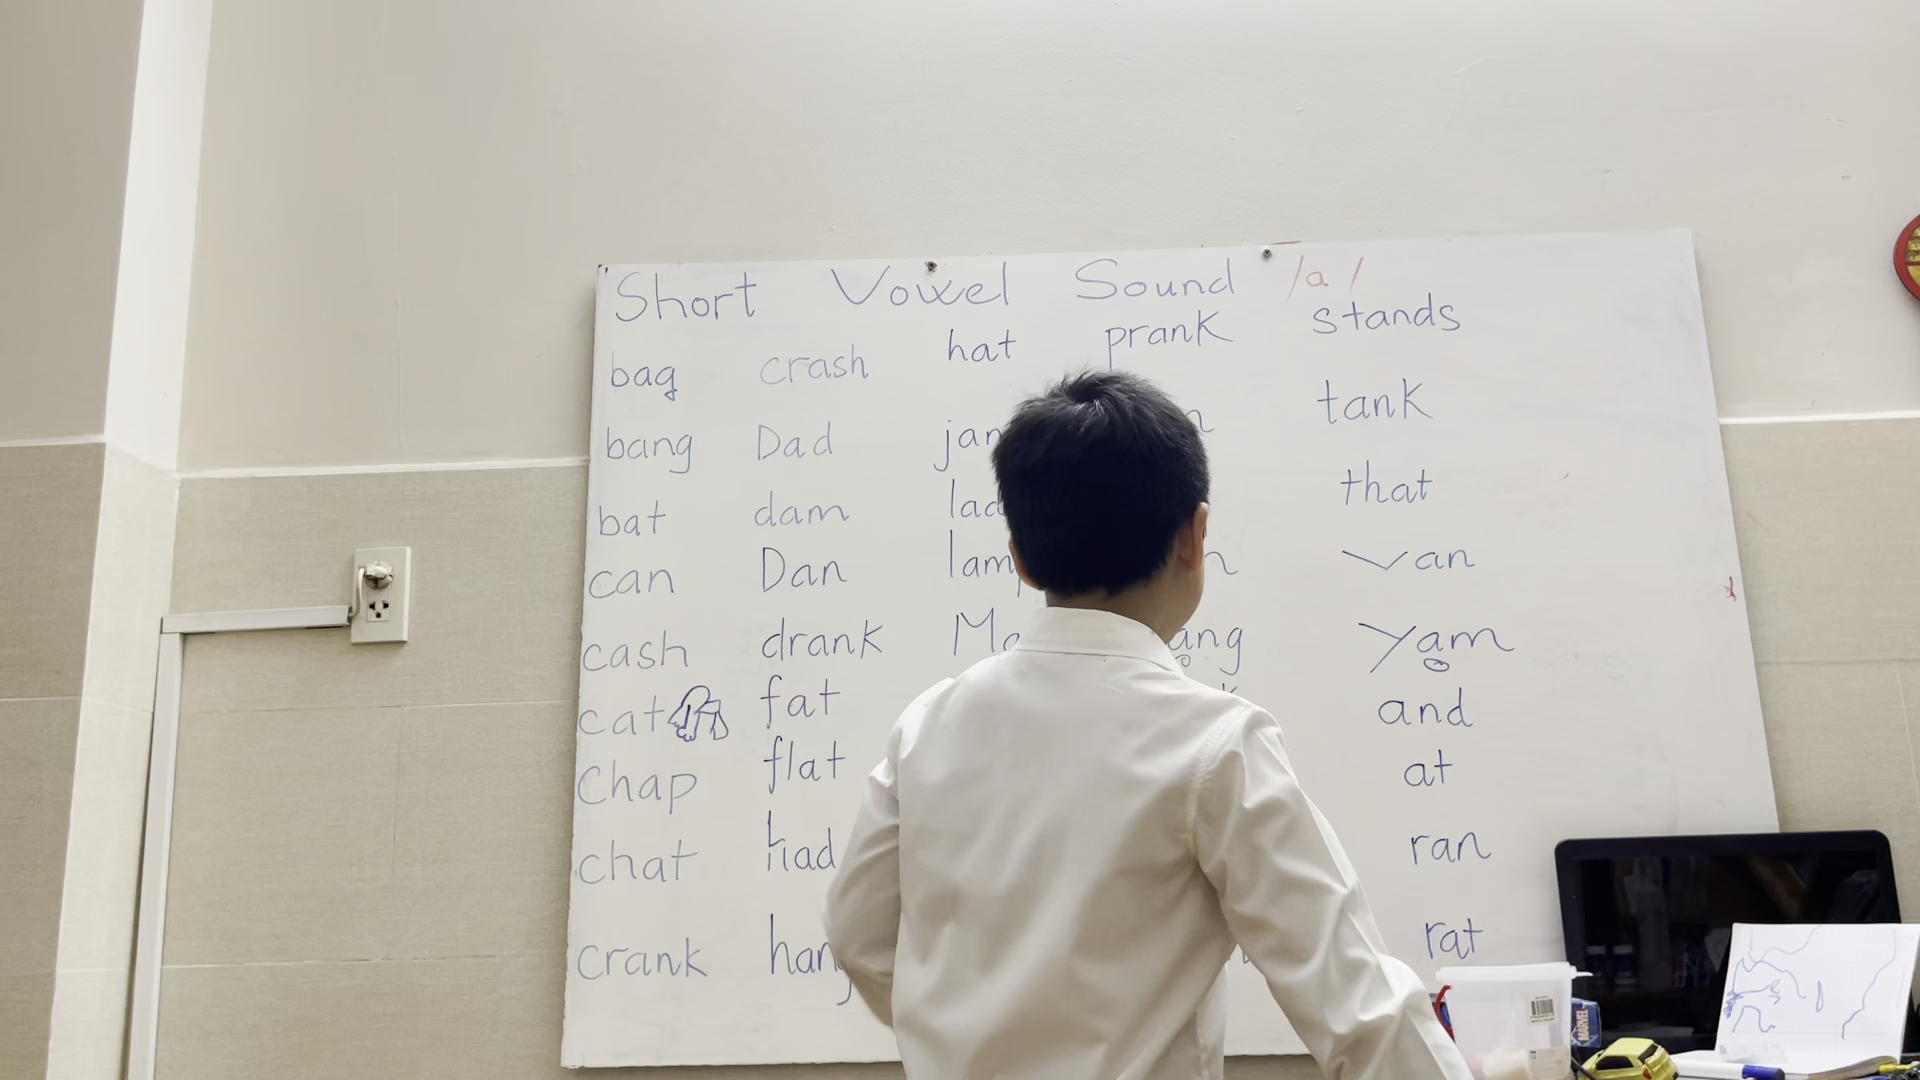 Short Vowel Sound /a/
bag crash hat prank stands
bang Dad tank
bat dam that
can Dan van
cash drank yam
cat fat and
chap flat at
chat had ran
crank rat
MARVEL